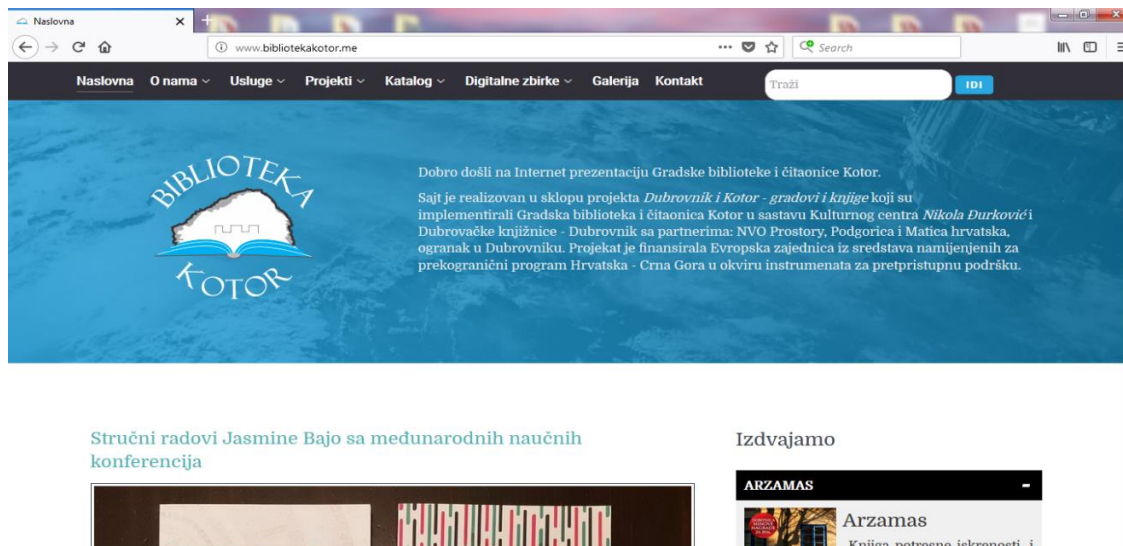 Naslovna
www.bibliotekakotor.me
Search
Naslovna O nama Usluge Projekti Katalog Digitalne zbirke Galerija Kontakt
Traži
IDI
BIBLIOTEKA
KOTOR
Dobro došli na Internet prezentaciju Gradske biblioteke i čitaonice Kotor.
Sajt je realizovan u sklopu projekta Dubrovnik i Kotor - gradovi i knjige koji su
implementirali Gradska biblioteka i čitaonica Kotor u sastavu Kulturnog centra Nikola Đurković i
Dubrovačke knjižnice - Dubrovnik sa partnerima: NVO Prostory, Podgorica i Matica hrvatska,
ogranak u Dubrovniku. Projekat je finansirala Evropska zajednica iz sredstava namijenjenih za
prekogranični program Hrvatska - Crna Gora u okviru instrumenata za pretpristupnu podršku.
Stručni radovi Jasmine Bajo sa međunarodnih naučnih
konferencija
Izdvajamo
ARZAMAS
Arzamas
Knjiga potresne iskrenosti i